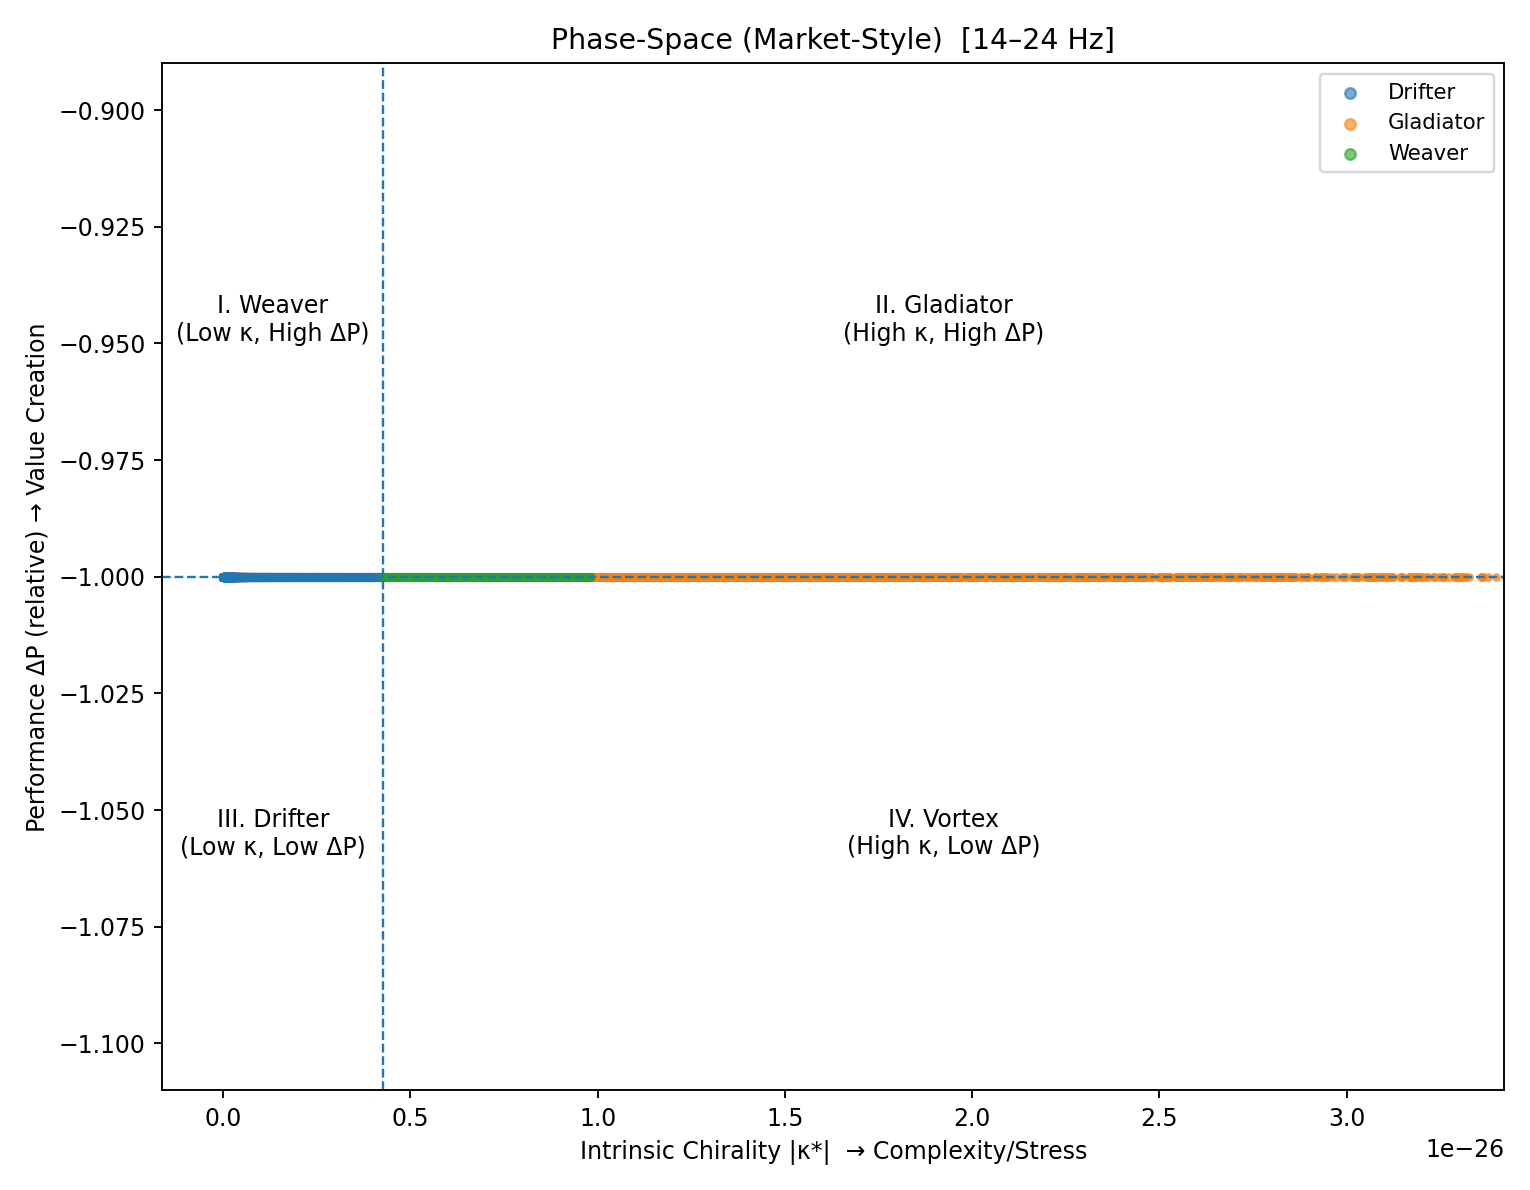 Phase-Space (Market-Style)  [14–24 Hz]
Drifter
Gladiator
Weaver
−0.900
−0.925
−0.950
−0.975
−1.000
−1.025
−1.050
−1.075
−1.100
Performance ΔP (relative) → Value Creation
I. Weaver
(Low κ, High ΔP)
II. Gladiator
(High κ, High ΔP)
III. Drifter
(Low κ, Low ΔP)
IV. Vortex
(High κ, Low ΔP)
0.0 0.5 1.0 1.5 2.0 2.5 3.0
1e−26
Intrinsic Chirality |κ*|  → Complexity/Stress